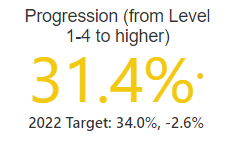 Progression (from Level
1-4 to higher)
31.4%
2022 Target: 34.0%, -2.6%